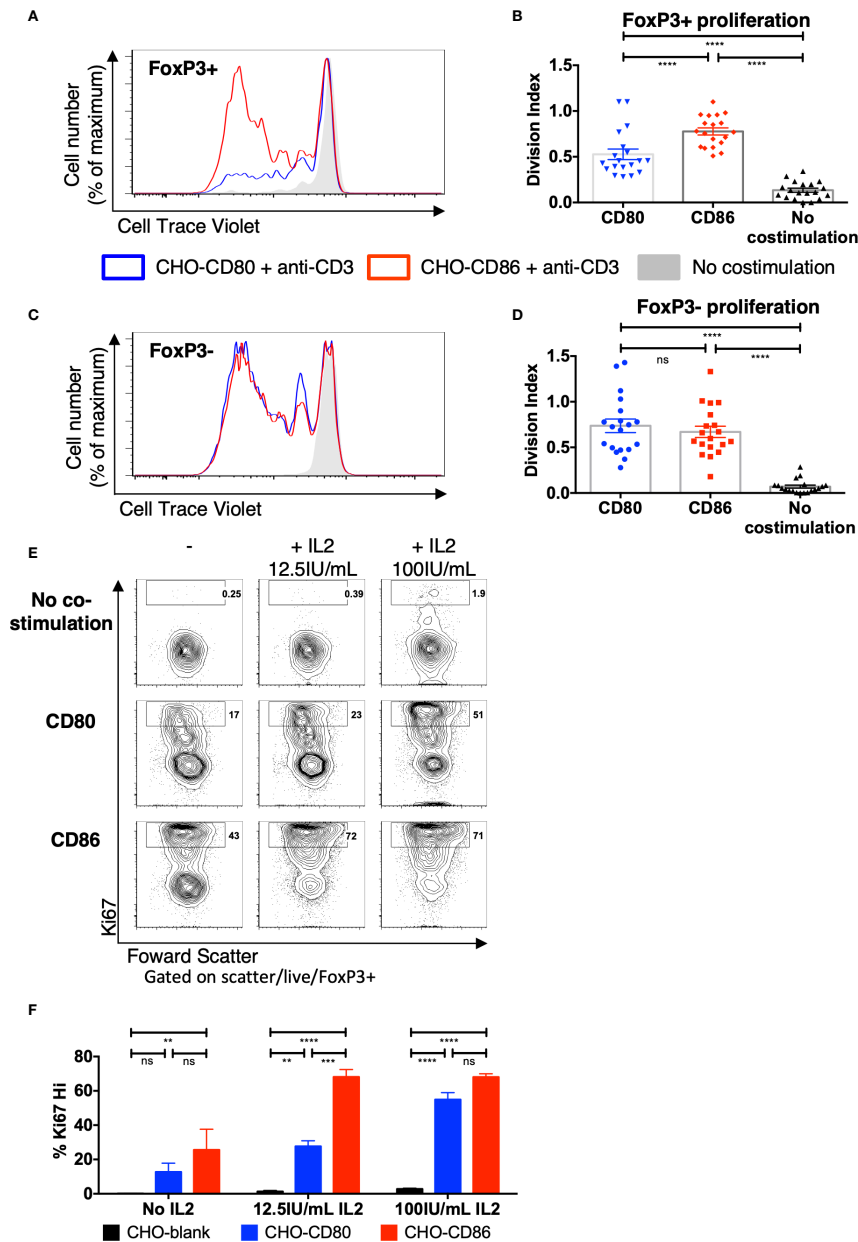 A
FoxP3+
Cell number
(% of maximum)
Cell Trace Violet
B
FoxP3+ proliferation
****
**** ****
Division Index
1.5
1.0
0.5
0.0
CD80 CD86 No
costimulation
CHO-CD80 + anti-CD3 CHO-CD86 + anti-CD3 No costimulation
C
FoxP3-
Cell number
(% of maximum)
Cell Trace Violet
D
FoxP3- proliferation
****
ns ****
Division Index
1.5
1.0
0.5
0.0
CD80 CD86 No
costimulation
E
- + IL2 + IL2
12.5IU/mL 100IU/mL
No co-
stimulation
0.25 0.39 1.9
CD80
17 23 51
CD86
43 72 71
Ki67
Foward Scatter
Gated on scatter/live/FoxP3+
F
** **** ****
ns ns ** *** **** ns
% Ki67 Hi
80
60
40
20
0
No IL2 12.5IU/mL IL2 100IU/mL IL2
CHO-blank CHO-CD80 CHO-CD86